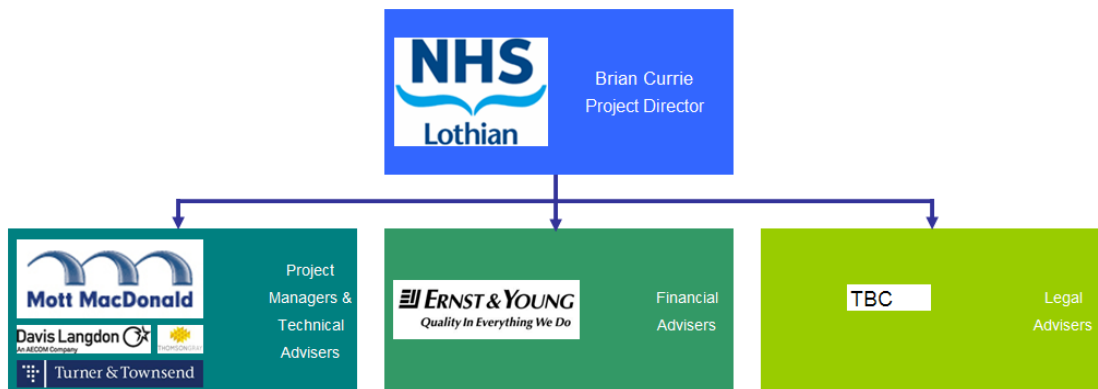 NHS
Lothian
Brian Currie
Project Director
Mott MacDonald
Davis Langdon
An AECOM Company
THOMSONGRAY
Turner & Townsend
Project
Managers &
Technical
Advisers
ERNST & YOUNG
Quality In Everything We Do
Financial
Advisers
TBC
Legal
Advisers